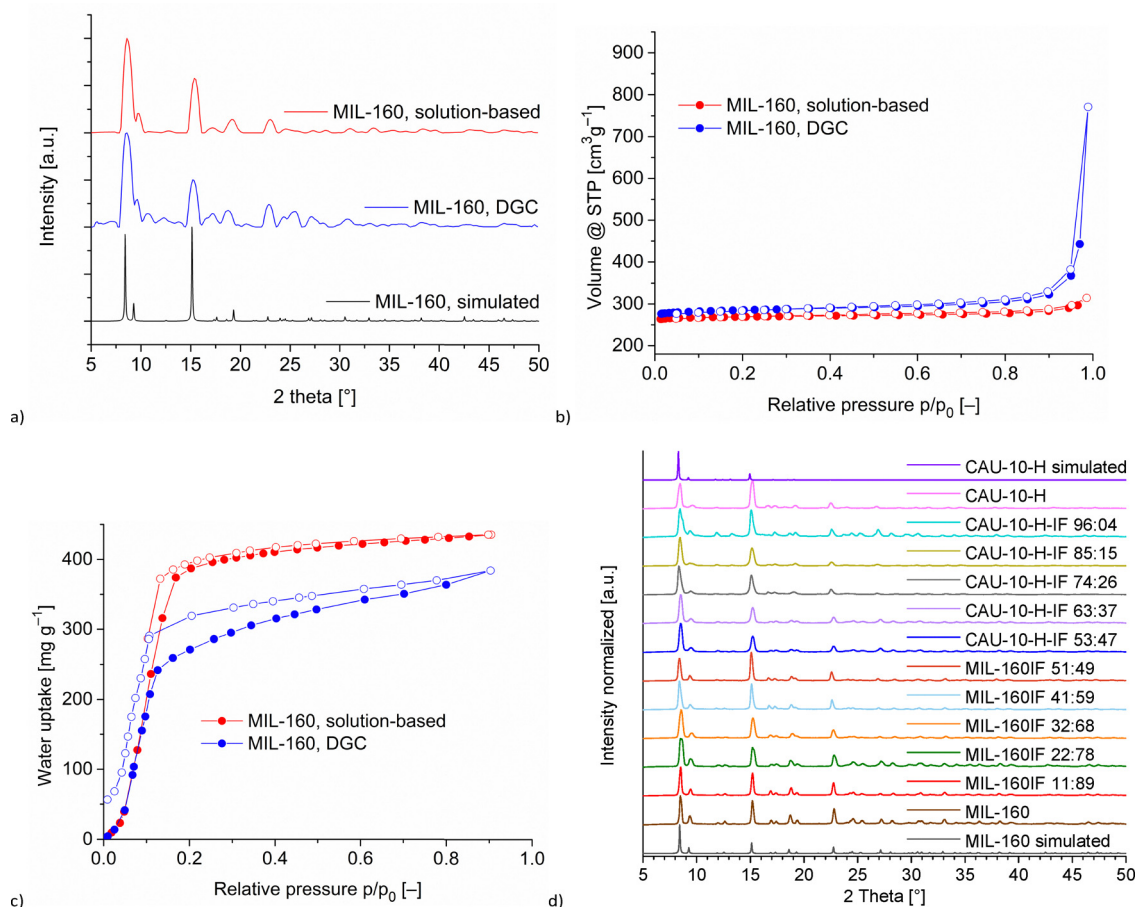 Intensity [a.u.]
MIL-160, solution-based
MIL-160, DGC
MIL-160, simulated
5 10 15 20 25 30 35 40 45 50
2 theta [°]
a)
Volume @ STP [cm³g⁻¹]
900
800
700
600
500
400
300
200
MIL-160, solution-based
MIL-160, DGC
0.0 0.2 0.4 0.6 0.8 1.0
Relative pressure p/p₀ [–]
b)
Water uptake [mg g⁻¹]
400
300
200
100
0
MIL-160, solution-based
MIL-160, DGC
0.0 0.2 0.4 0.6 0.8 1.0
Relative pressure p/p₀ [–]
c)
Intensity normalized [a.u.]
CAU-10-H simulated
CAU-10-H
CAU-10-H-IF 96:04
CAU-10-H-IF 85:15
CAU-10-H-IF 74:26
CAU-10-H-IF 63:37
CAU-10-H-IF 53:47
MIL-160IF 51:49
MIL-160IF 41:59
MIL-160IF 32:68
MIL-160IF 22:78
MIL-160IF 11:89
MIL-160
MIL-160 simulated
5 10 15 20 25 30 35 40 45 50
2 Theta [°]
d)